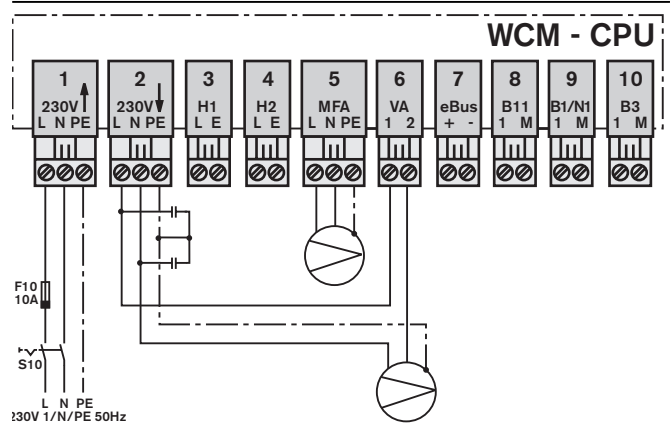 WCM - CPU
1 2 3 4 5 6 7 8 9 10
230V 230V H1 H2 MFA VA eBus B11 B1/N1 B3
L N PE L N PE L E L E L N PE 1 2 + - 1 M 1 M 1 M
F10
10A
S10
L N PE
230V 1/N/PE 50Hz